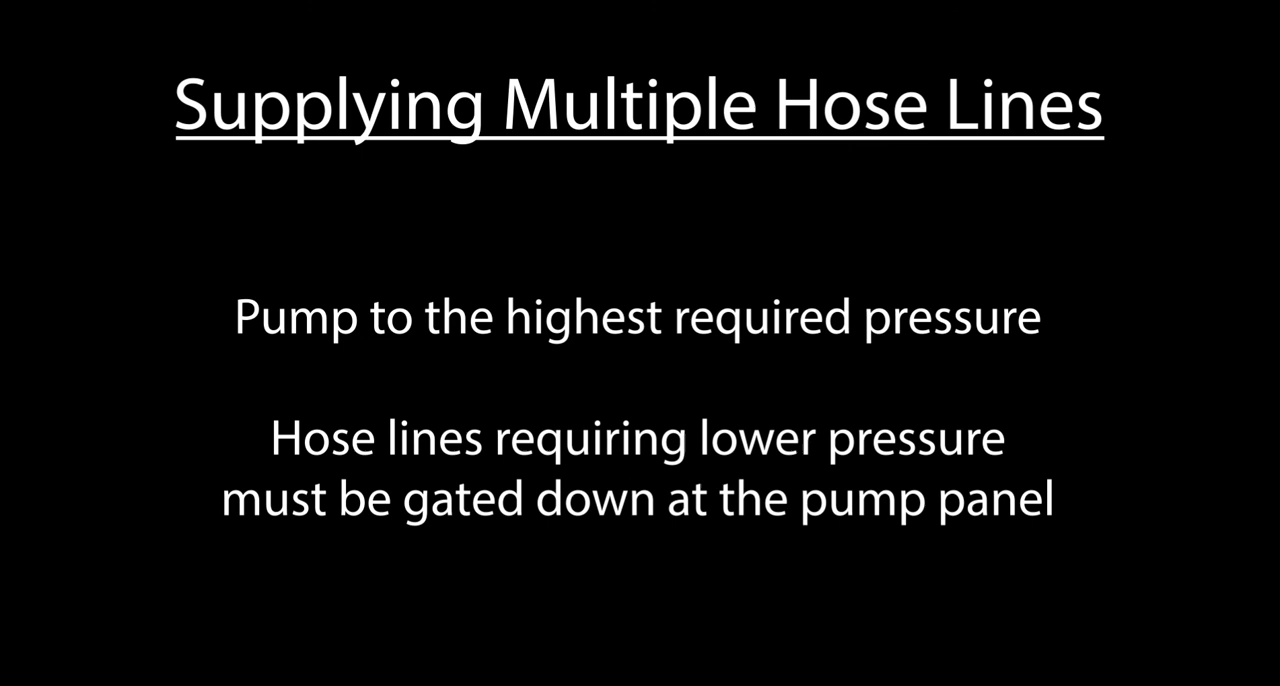 Supplying Multiple Hose Lines
Pump to the highest required pressure
Hose lines requiring lower pressure
must be gated down at the pump panel